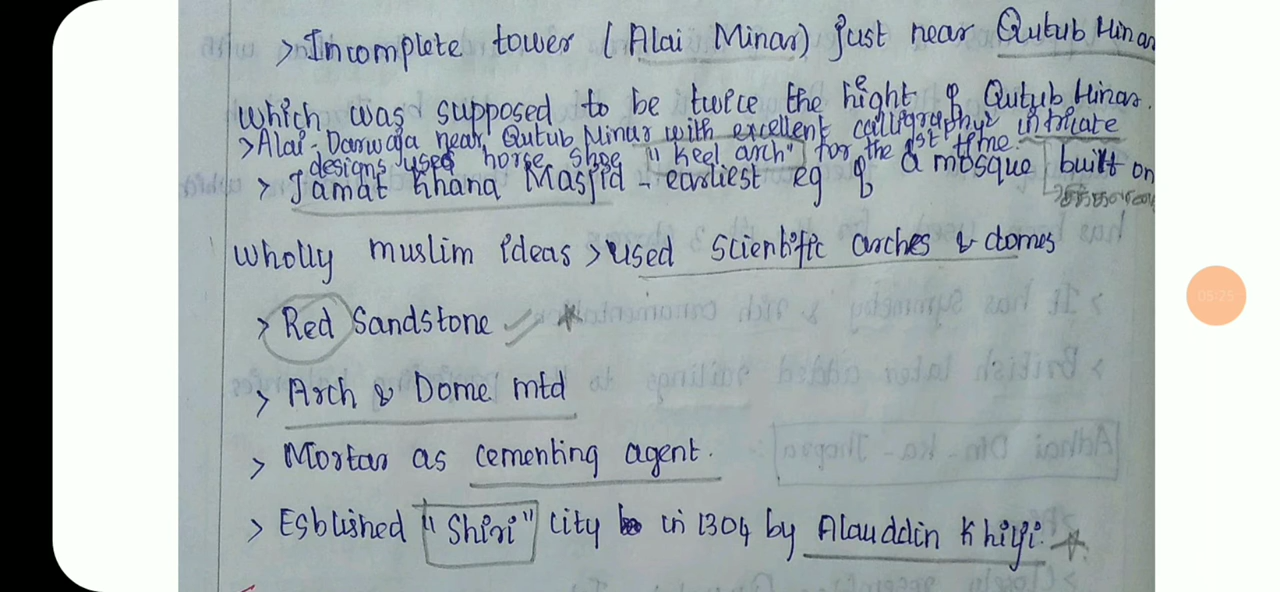 > Incomplete tower (Alai Minar) just near Qutub Minar
which was supposed to be twice the hight of Qutub Minar.
> Alai-Darwaja near Qutub Minar with excellent calligraphy & intricate
designs used horse shoe "Keel arch" for the 1st time.
> Jamat Khana Masjid - earliest eg of a mosque built on
wholly muslim ideas > used scientific arches & domes
> Red Sandstone
> Arch & Dome mtd
> Mortar as cementing agent.
> Esblished "Shiri" city in 1304 by Alauddin Khilji.
05:25